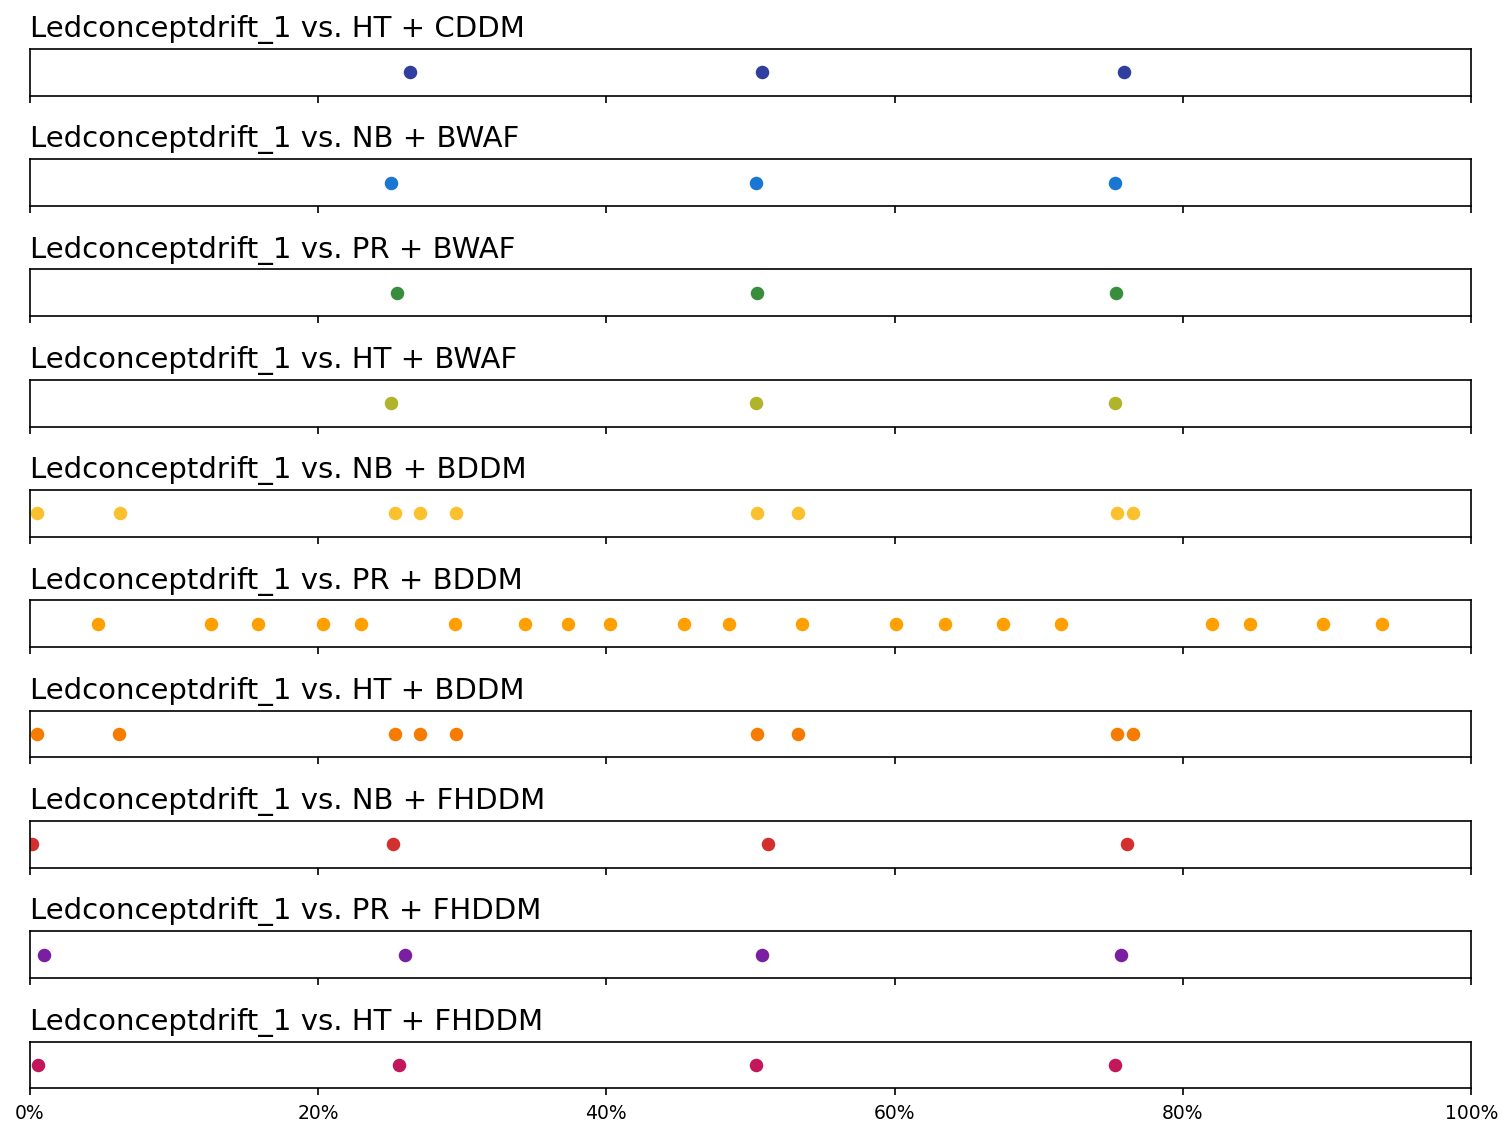 Ledconceptdrift_1 vs. HT + CDDM
Ledconceptdrift_1 vs. NB + BWAF
Ledconceptdrift_1 vs. PR + BWAF
Ledconceptdrift_1 vs. HT + BWAF
Ledconceptdrift_1 vs. NB + BDDM
Ledconceptdrift_1 vs. PR + BDDM
Ledconceptdrift_1 vs. HT + BDDM
Ledconceptdrift_1 vs. NB + FHDDM
Ledconceptdrift_1 vs. PR + FHDDM
Ledconceptdrift_1 vs. HT + FHDDM
0% 20% 40% 60% 80% 100%